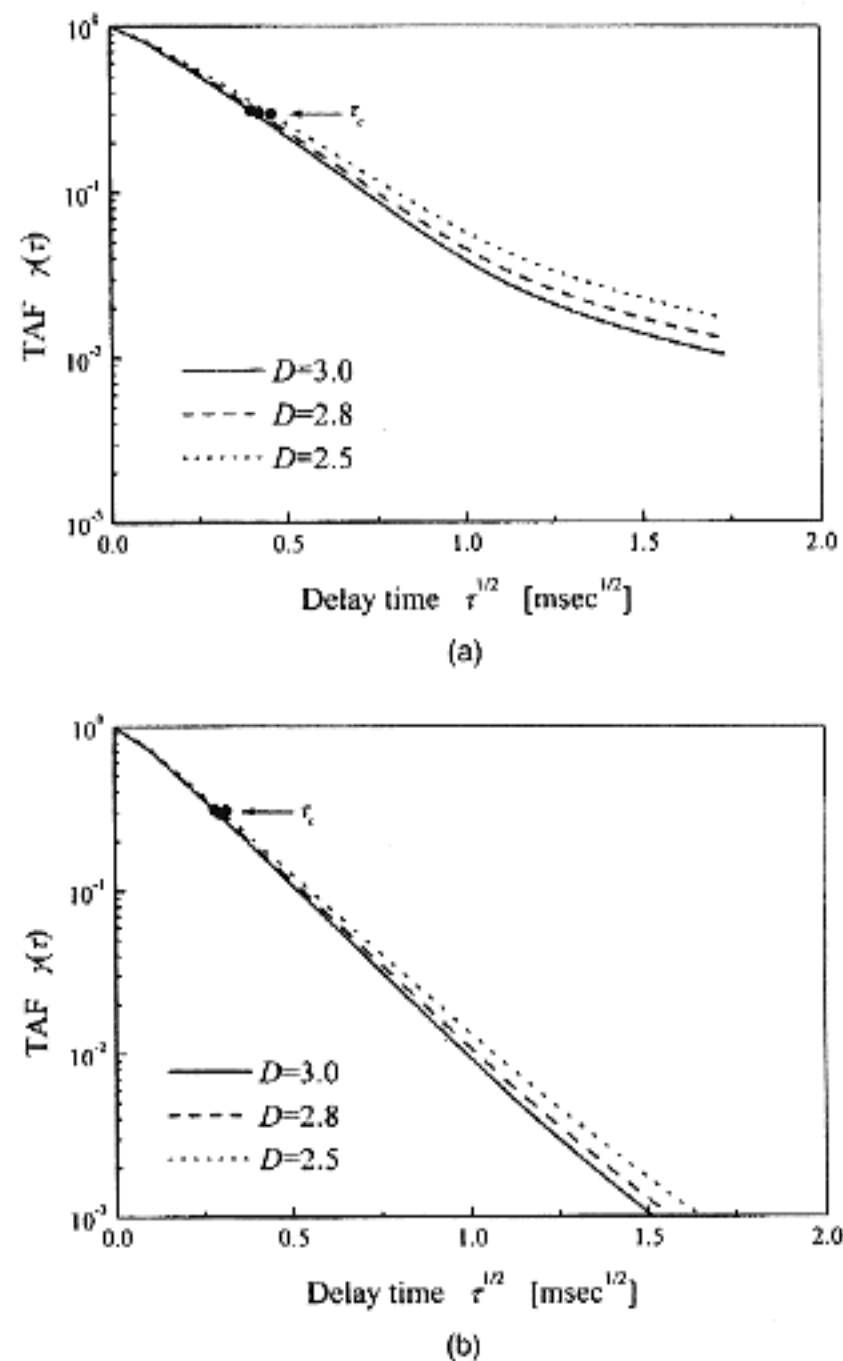 10⁰
τc
10⁻¹
TAF γ(τ)
10⁻²
D=3.0
D=2.8
D=2.5
10⁻³
0.0 0.5 1.0 1.5 2.0
Delay time τ^1/2 [msec^1/2]
(a)
10⁰
τc
10⁻¹
TAF γ(τ)
10⁻²
D=3.0
D=2.8
D=2.5
10⁻³
0.0 0.5 1.0 1.5 2.0
Delay time τ^1/2 [msec^1/2]
(b)